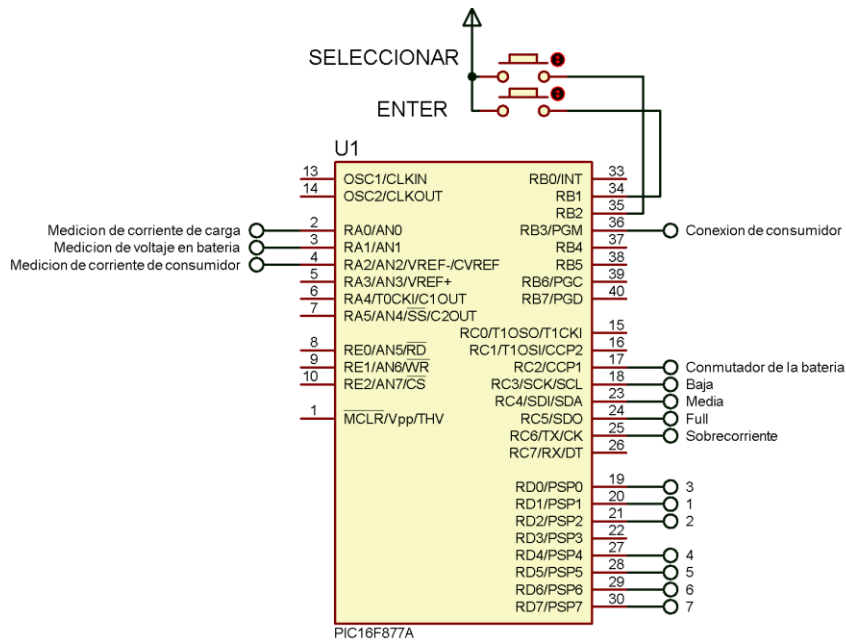 SELECCIONAR
ENTER
U1
13 OSC1/CLKIN
14 OSC2/CLKOUT
Medicion de corriente de carga 2 RA0/AN0
Medicion de voltaje en bateria 3 RA1/AN1
Medicion de corriente de consumidor 4 RA2/AN2/VREF-/CVREF
5 RA3/AN3/VREF+
6 RA4/T0CKI/C1OUT
7 RA5/AN4/SS/C2OUT
8 RE0/AN5/RD
9 RE1/AN6/WR
10 RE2/AN7/CS
1 MCLR/Vpp/THV
RB0/INT 33
RB1 34
RB2 35
RB3/PGM 36 Conexion de consumidor
RB4 37
RB5 38
RB6/PGC 39
RB7/PGD 40
RC0/T1OSO/T1CKI 15
RC1/T1OSI/CCP2 16
RC2/CCP1 17 Conmutador de la bateria
RC3/SCK/SCL 18 Baja
RC4/SDI/SDA 23 Media
RC5/SDO 24 Full
RC6/TX/CK 25 Sobrecorriente
RC7/RX/DT 26
RD0/PSP0 19 3
RD1/PSP1 20 1
RD2/PSP2 21 2
RD3/PSP3 22
RD4/PSP4 27 4
RD5/PSP5 28 5
RD6/PSP6 29 6
RD7/PSP7 30 7
PIC16F877A